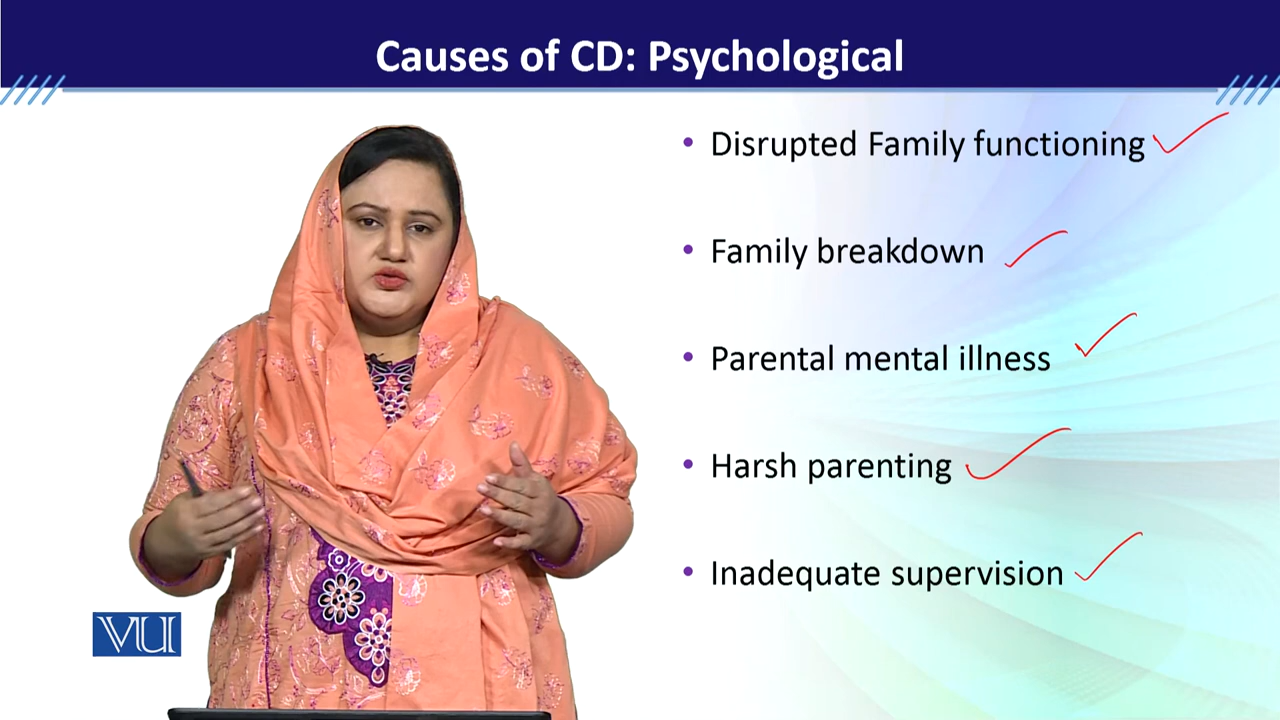 Causes of CD: Psychological
• Disrupted Family functioning
• Family breakdown
• Parental mental illness
• Harsh parenting
• Inadequate supervision
VU